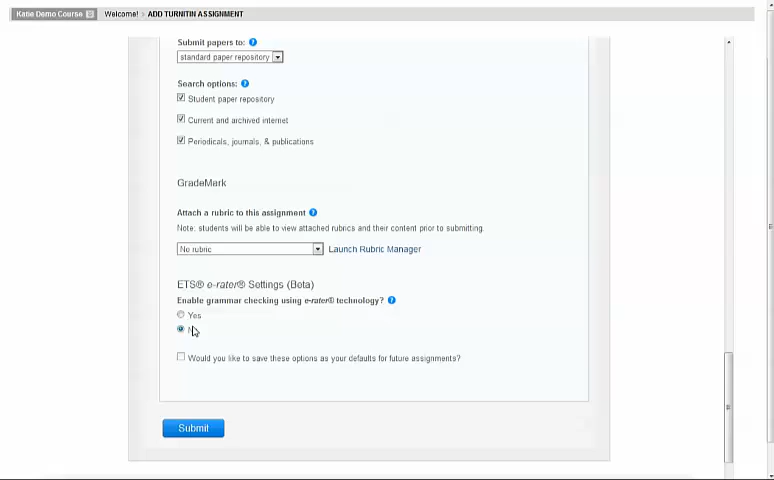 Katie Demo Course Welcome! > ADD TURNITIN ASSIGNMENT
Submit papers to: ?
standard paper repository
Search options: ?
Student paper repository
Current and archived internet
Periodicals, journals, & publications
GradeMark
Attach a rubric to this assignment ?
Note: students will be able to view attached rubrics and their content prior to submitting.
No rubric Launch Rubric Manager
ETS® e-rater® Settings (Beta)
Enable grammar checking using e-rater® technology? ?
Yes
Would you like to save these options as your defaults for future assignments?
Submit